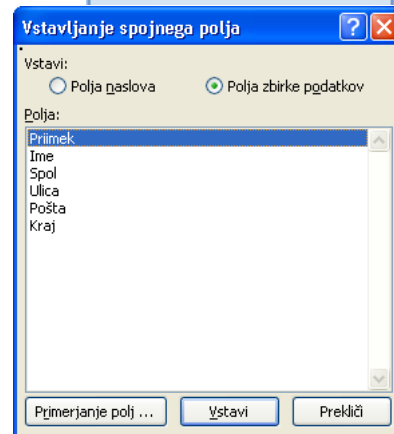 Vstavljanje spojnega polja
Vstavi:
Polja naslova
Polja zbirke podatkov
Polja:
Priimek
Ime
Spol
Ulica
Pošta
Kraj
Primerjanje polj ...
Vstavi
Prekliči